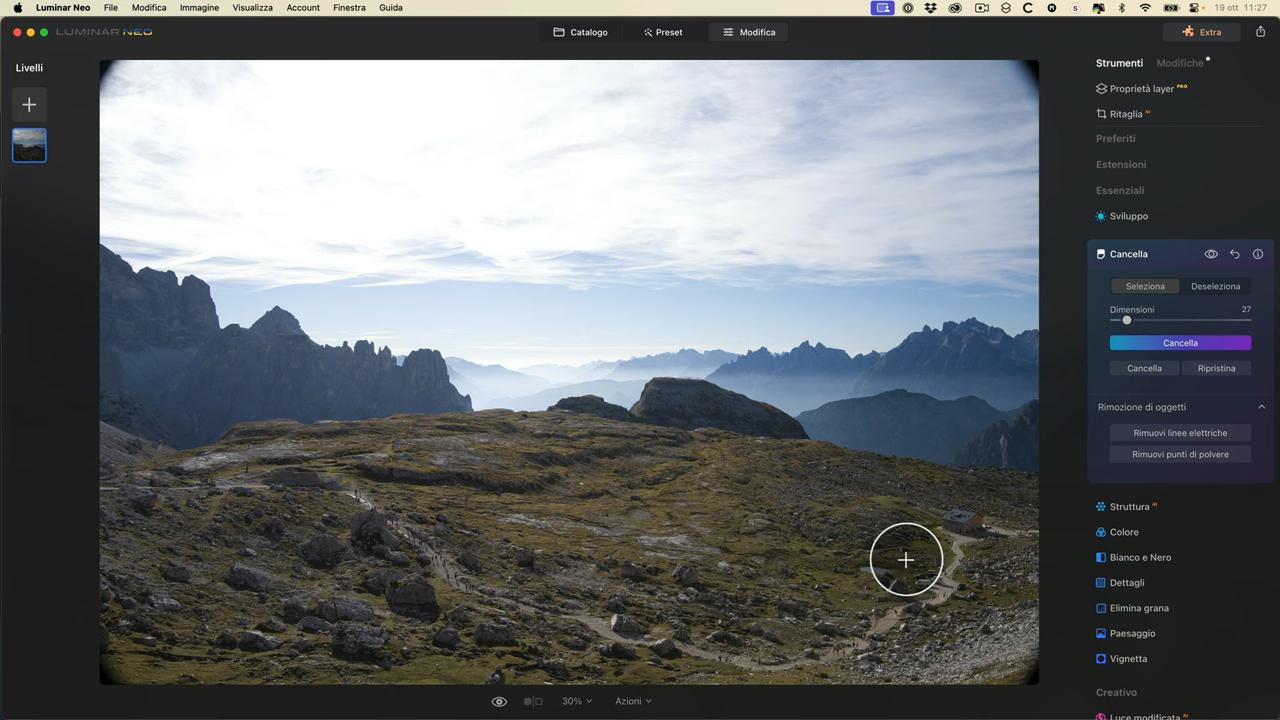 Luminar Neo File Modifica Immagine Visualizza Account Finestra Guida 19 ott 11:27
LUMINAR NEO Catalogo Preset Modifica Extra
Livelli
Strumenti Modifiche
Proprietà layer PRO
Ritaglia AI
Preferiti
Estensioni
Essenziali
Sviluppo
Cancella
Seleziona Deseleziona
Dimensioni 27
Cancella
Cancella Ripristina
Rimozione di oggetti
Rimuovi linee elettriche
Rimuovi punti di polvere
Struttura AI
Colore
Bianco e Nero
Dettagli
Elimina grana
Paesaggio
Vignetta
Creativo
Luce modificata AI
30% Azioni